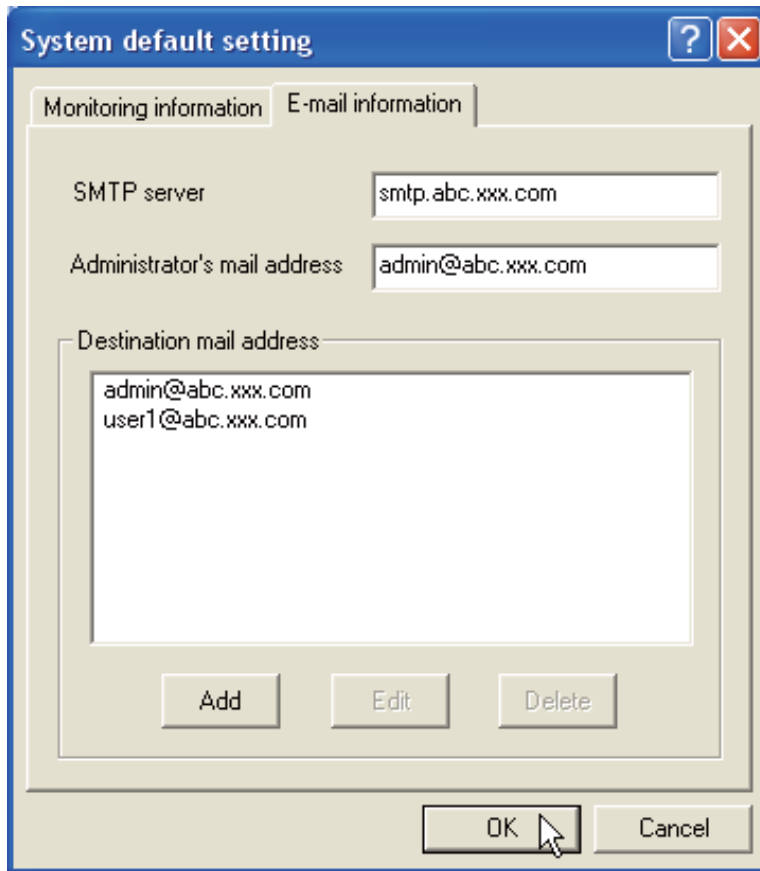 System default setting
Monitoring information E-mail information
SMTP server smtp.abc.xxx.com
Administrator's mail address admin@abc.xxx.com
Destination mail address
admin@abc.xxx.com
user1@abc.xxx.com
Add Edit Delete
OK Cancel